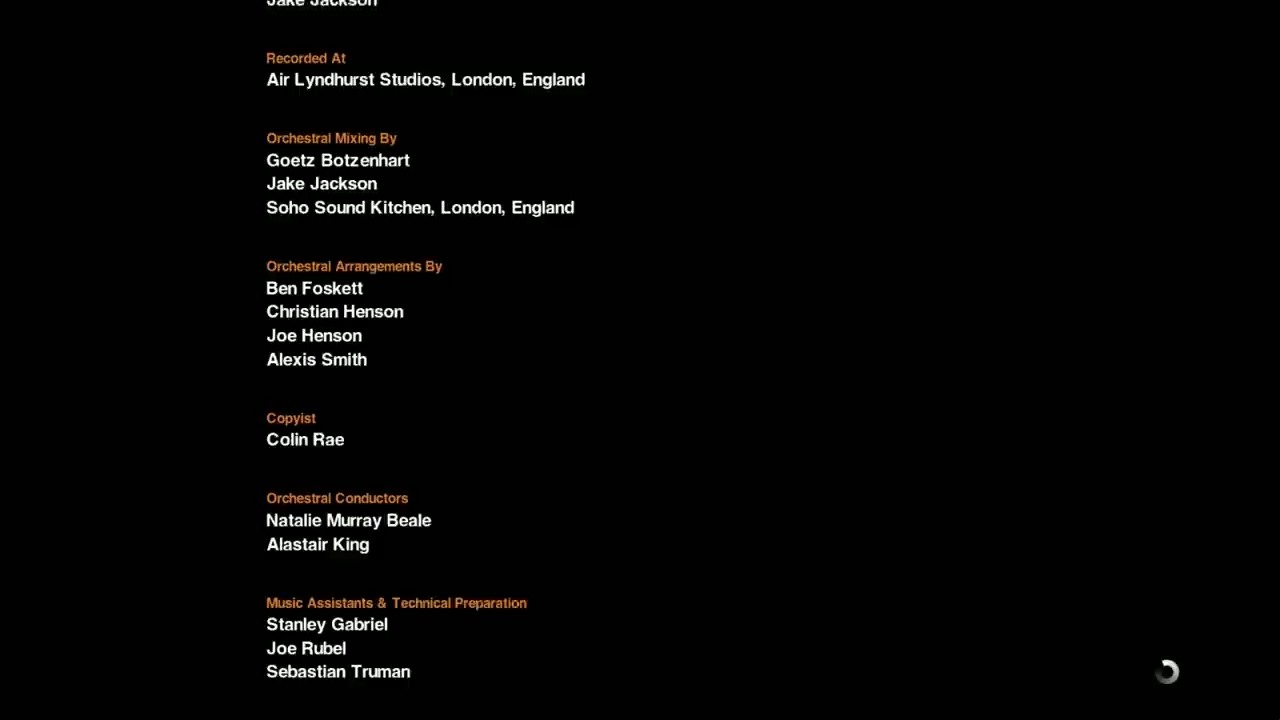 Jake Jackson
Recorded At
Air Lyndhurst Studios, London, England
Orchestral Mixing By
Goetz Botzenhart
Jake Jackson
Soho Sound Kitchen, London, England
Orchestral Arrangements By
Ben Foskett
Christian Henson
Joe Henson
Alexis Smith
Copyist
Colin Rae
Orchestral Conductors
Natalie Murray Beale
Alastair King
Music Assistants & Technical Preparation
Stanley Gabriel
Joe Rubel
Sebastian Truman